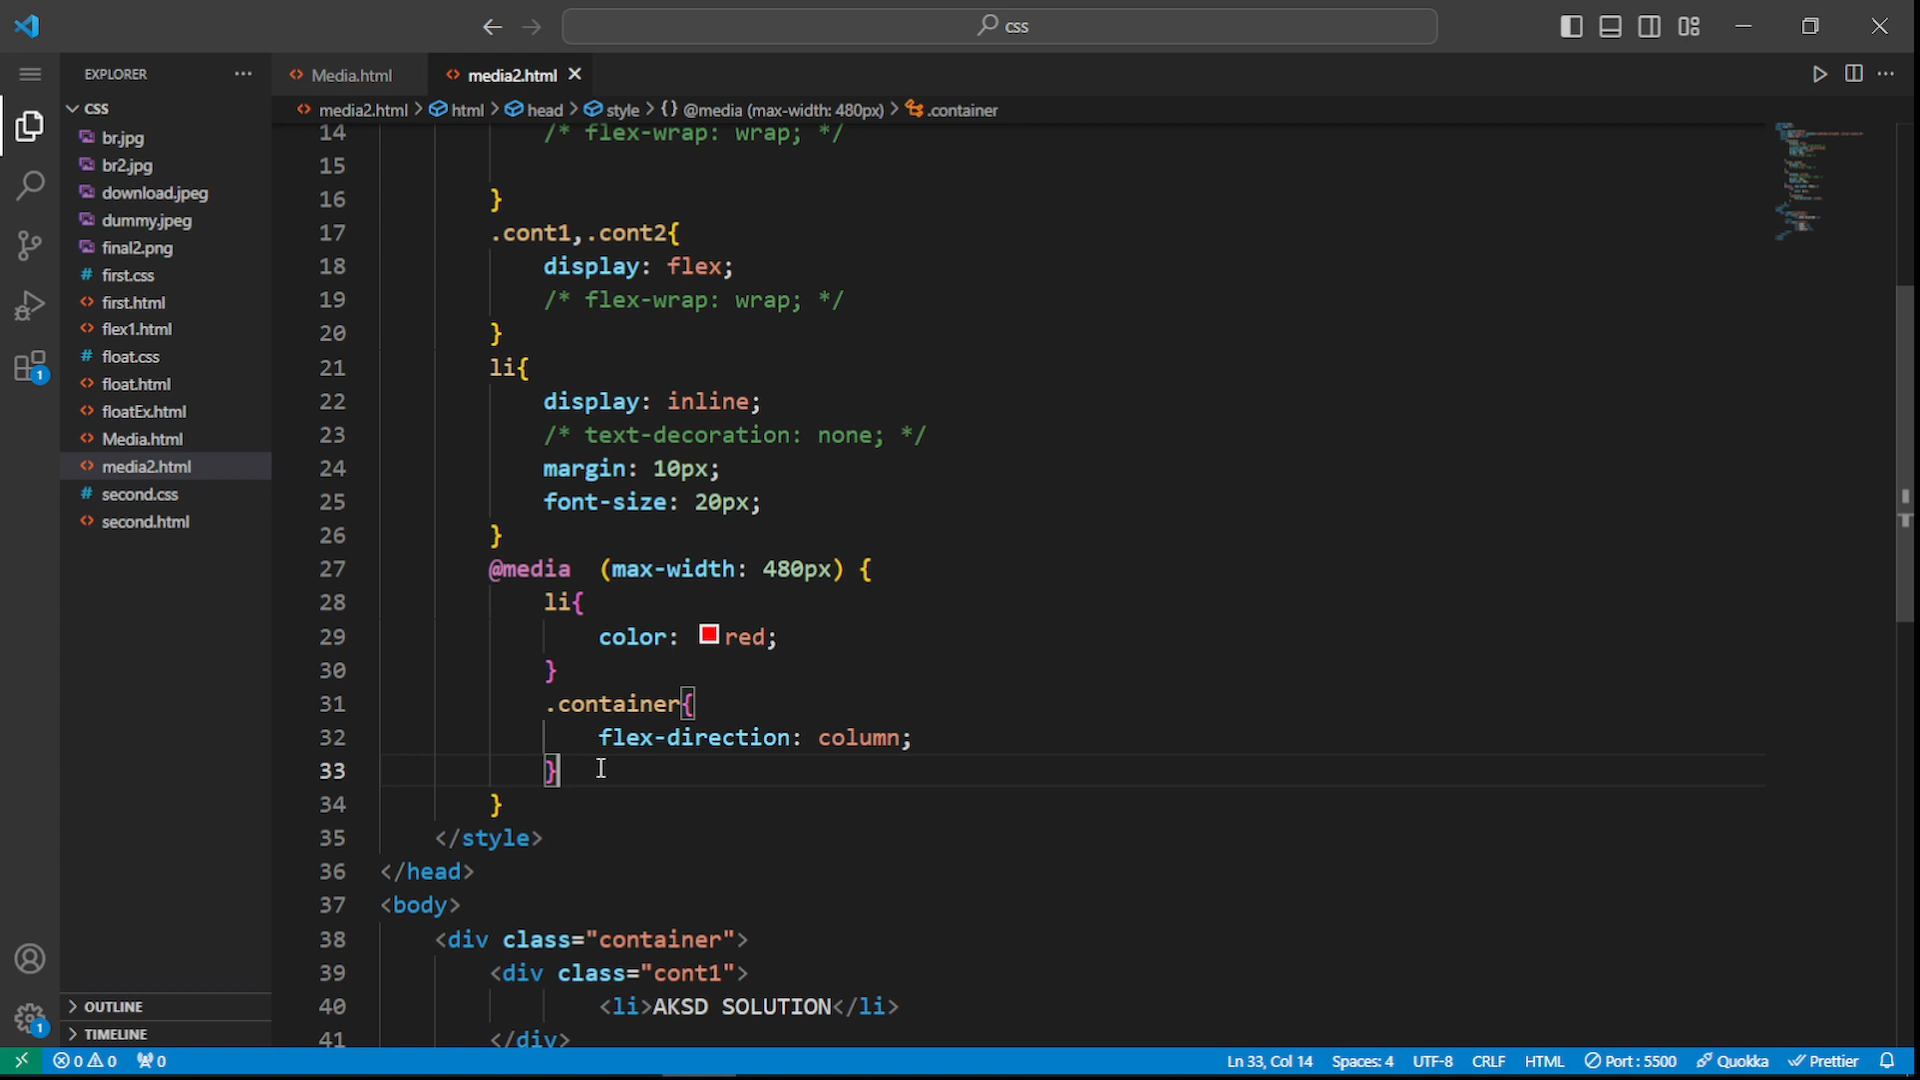 css
EXPLORER
Media.html
media2.html
media2.html > html > head > style > {} @media (max-width: 480px) > .container
CSS
br.jpg
br2.jpg
download.jpeg
dummy.jpeg
final2.png
# first.css
<> first.html
<> flex1.html
# float.css
<> float.html
<> floatEx.html
<> Media.html
<> media2.html
# second.css
<> second.html
OUTLINE
TIMELINE
14 /* flex-wrap: wrap; */
15
16 }
17 .cont1,.cont2{
18 display: flex;
19 /* flex-wrap: wrap; */
20 }
21 li{
22 display: inline;
23 /* text-decoration: none; */
24 margin: 10px;
25 font-size: 20px;
26 }
27 @media  (max-width: 480px) {
28 li{
29 color: red;
30 }
31 .container{
32 flex-direction: column;
33 }
34 }
35 </style>
36 </head>
37 <body>
38 <div class="container">
39 <div class="cont1">
40 <li>AKSD SOLUTION</li>
41 </div>
1
1
0 0 0
Ln 33, Col 14 Spaces: 4 UTF-8 CRLF HTML Port : 5500 Quokka Prettier